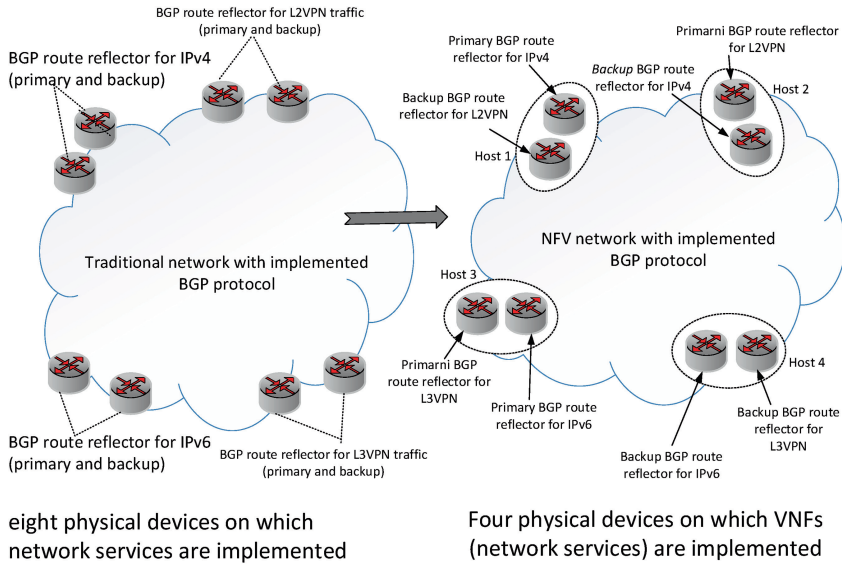 BGP route reflector for L2VPN traffic
(primary and backup)
BGP route reflector for IPv4
(primary and backup)
Traditional network with implemented
BGP protocol
BGP route reflector for IPv6
(primary and backup)
BGP route reflector for L3VPN traffic
(primary and backup)
eight physical devices on which
network services are implemented
Primary BGP route
reflector for IPv4
Backup BGP route
reflector for L2VPN
Host 1
Primarni BGP route reflector
for L2VPN
Backup BGP route
reflector for IPv4
Host 2
NFV network with implemented
BGP protocol
Host 3
Primarni BGP
route reflector for
L3VPN
Primary BGP route
reflector for IPv6
Host 4
Backup BGP route
reflector for IPv6
Backup BGP route
reflector for
L3VPN
Four physical devices on which VNFs
(network services) are implemented